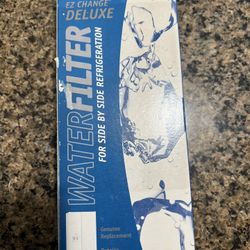 EZ CHANGE
DELUXE
WATERFILTER
FOR SIDE BY SIDE REFRIGERATION
Genuine
Replacement